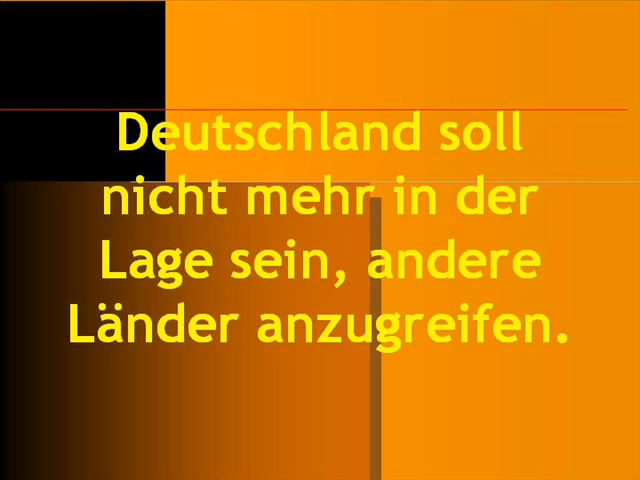 Deutschland soll
nicht mehr in der
Lage sein, andere
Länder anzugreifen.